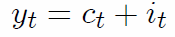 y_t = c_t + i_t